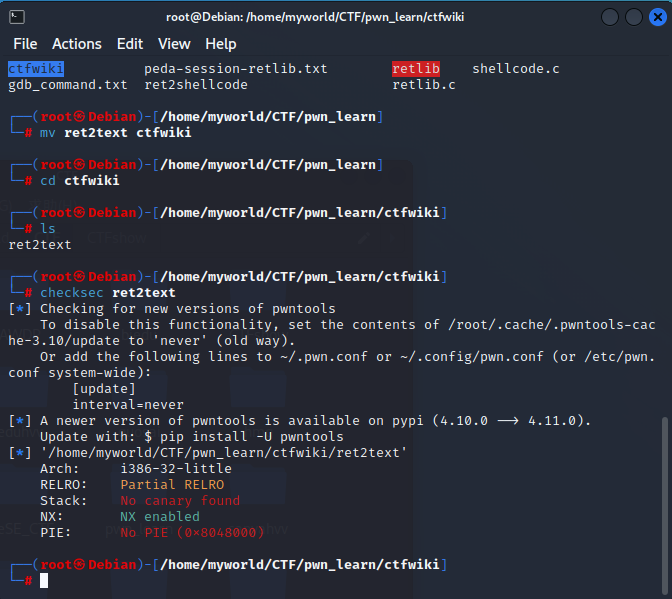 root@Debian: /home/myworld/CTF/pwn_learn/ctfwiki
File Actions Edit View Help
ctfwiki peda-session-retlib.txt retlib shellcode.c
gdb_command.txt ret2shellcode retlib.c
┌──(root㉿Debian)-[/home/myworld/CTF/pwn_learn]
└─# mv ret2text ctfwiki
┌──(root㉿Debian)-[/home/myworld/CTF/pwn_learn]
└─# cd ctfwiki
┌──(root㉿Debian)-[/home/myworld/CTF/pwn_learn/ctfwiki]
└─# ls
ret2text
┌──(root㉿Debian)-[/home/myworld/CTF/pwn_learn/ctfwiki]
└─# checksec ret2text
[*] Checking for new versions of pwntools
To disable this functionality, set the contents of /root/.cache/.pwntools-cac
he-3.10/update to 'never' (old way).
Or add the following lines to ~/.pwn.conf or ~/.config/pwn.conf (or /etc/pwn.
conf system-wide):
[update]
interval=never
[*] A newer version of pwntools is available on pypi (4.10.0 --> 4.11.0).
Update with: $ pip install -U pwntools
[*] '/home/myworld/CTF/pwn_learn/ctfwiki/ret2text'
Arch: i386-32-little
RELRO: Partial RELRO
Stack: No canary found
NX: NX enabled
PIE: No PIE (0x8048000)
┌──(root㉿Debian)-[/home/myworld/CTF/pwn_learn/ctfwiki]
└─#